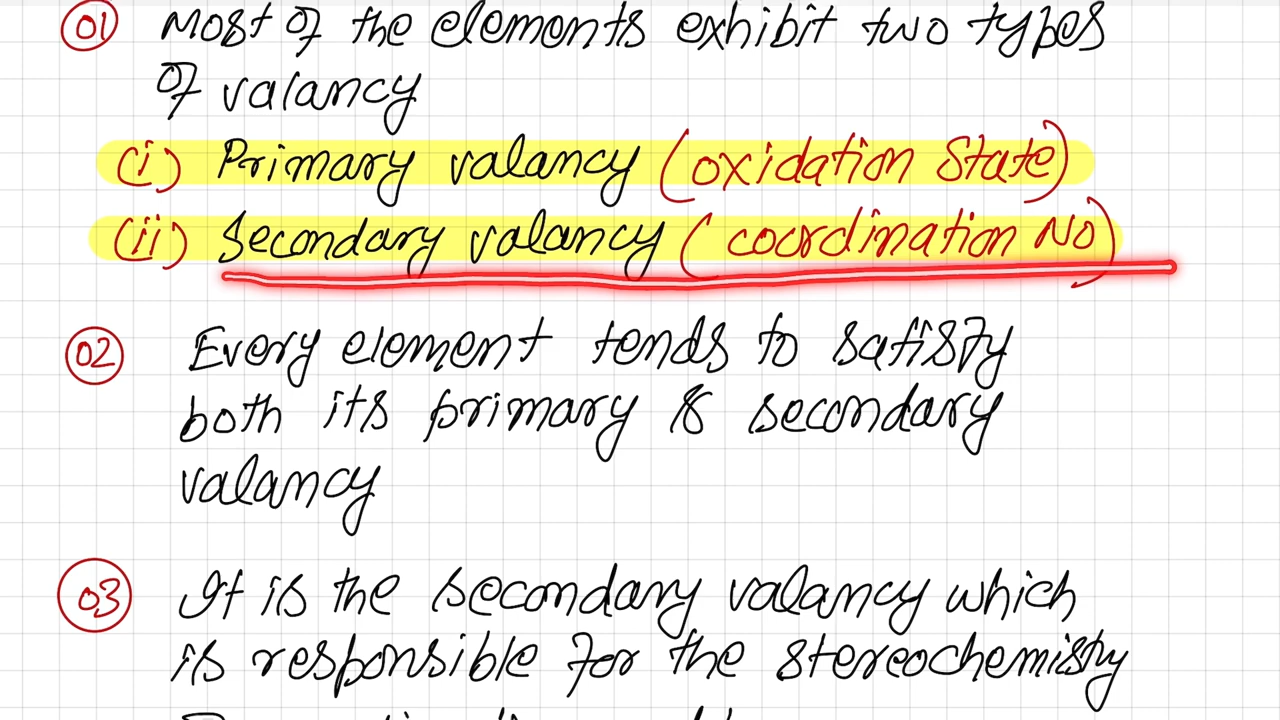 01 Most of the elements exhibit two types
of valancy
(i) Primary valancy (oxidation State)
(ii) Secondary valancy (coordination No)
02 Every element tends to satisfy
both its primary & secondary
valancy
03 It is the secondary valancy which
is responsible for the stereochemisty